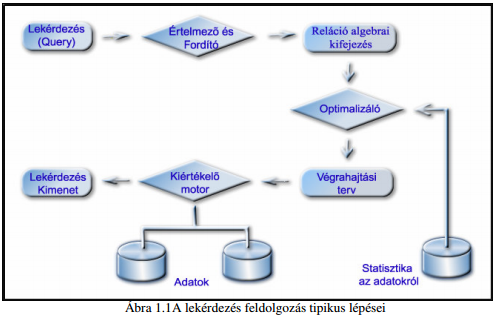 Lekérdezés
(Query)
Értelmező és
Fordító
Reláció algebrai
kifejezés
Optimalizáló
Lekérdezés
Kimenet
Kiértékelő
motor
Végrahajtási
terv
Adatok
Statisztika
az adatokról
Ábra 1.1A lekérdezés feldolgozás tipikus lépései